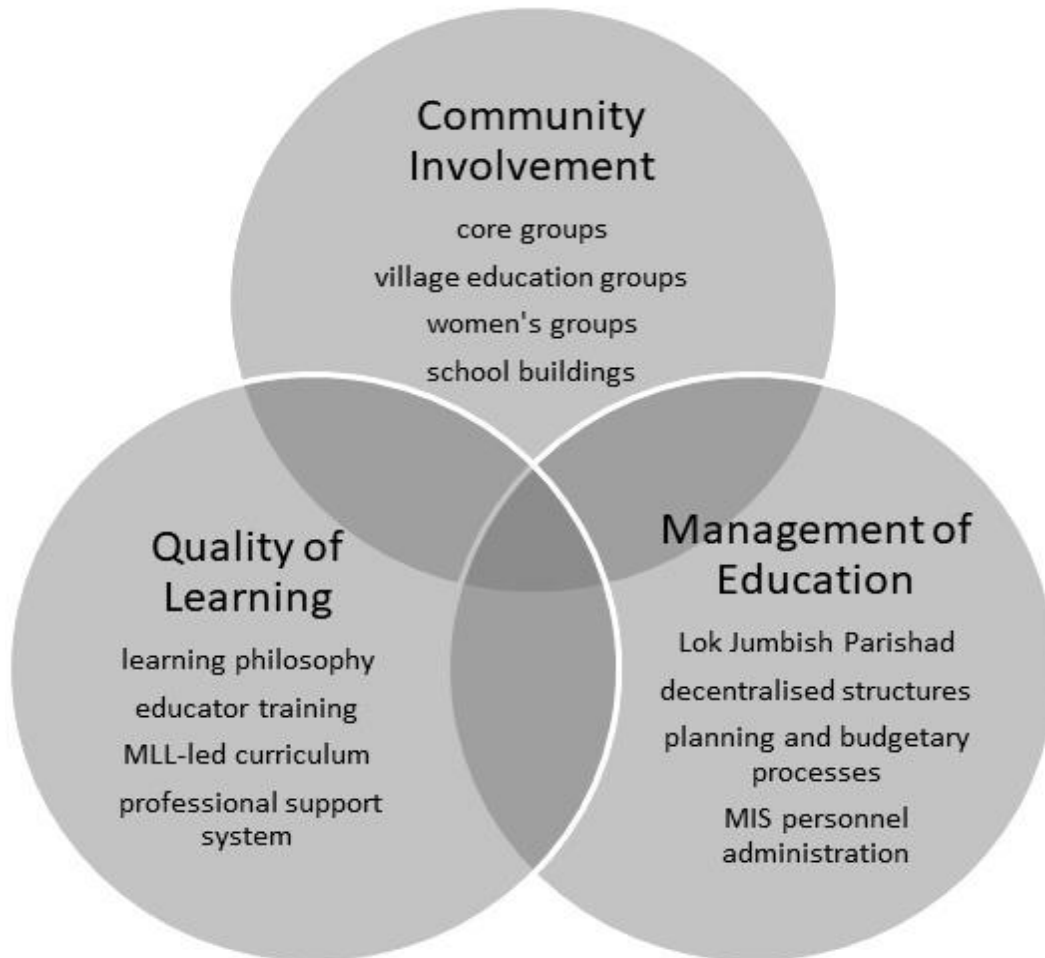 Community
Involvement
core groups
village education groups
women's groups
school buildings
Quality of
Learning
learning philosophy
educator training
MLL-led curriculum
professional support
system
Management of
Education
Lok Jumbish Parishad
decentralised structures
planning and budgetary
processes
MIS personnel
administration